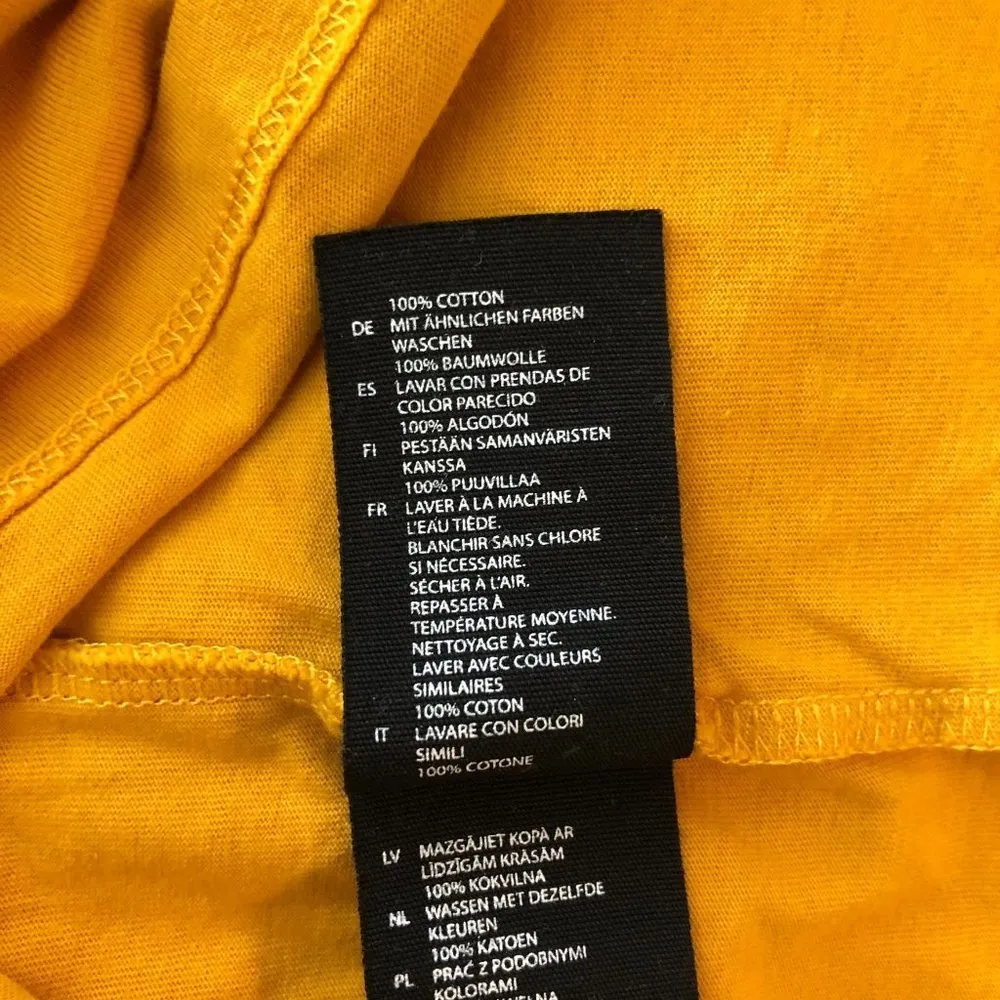 100% COTTON
DE MIT ÄHNLICHEN FARBEN
WASCHEN
100% BAUMWOLLE
ES LAVAR CON PRENDAS DE
COLOR PARECIDO
100% ALGODÓN
FI PESTÄÄN SAMANVÄRISTEN
KANSSA
100% PUUVILLAA
FR LAVER À LA MACHINE À
L'EAU TIÈDE.
BLANCHIR SANS CHLORE
SI NÉCESSAIRE.
SÉCHER À L'AIR.
REPASSER À
TEMPÉRATURE MOYENNE.
NETTOYAGE À SEC.
LAVER AVEC COULEURS
SIMILAIRES
100% COTON
IT LAVARE CON COLORI
SIMILI
100% COTONE
LV MAZGĀJIET KOPĀ AR
LĪDZĪGĀM KRĀSĀM
100% KOKVILNA
NL WASSEN MET DEZELFDE
KLEUREN
100% KATOEN
PL PRAĆ Z PODOBNYMI
KOLORAMI